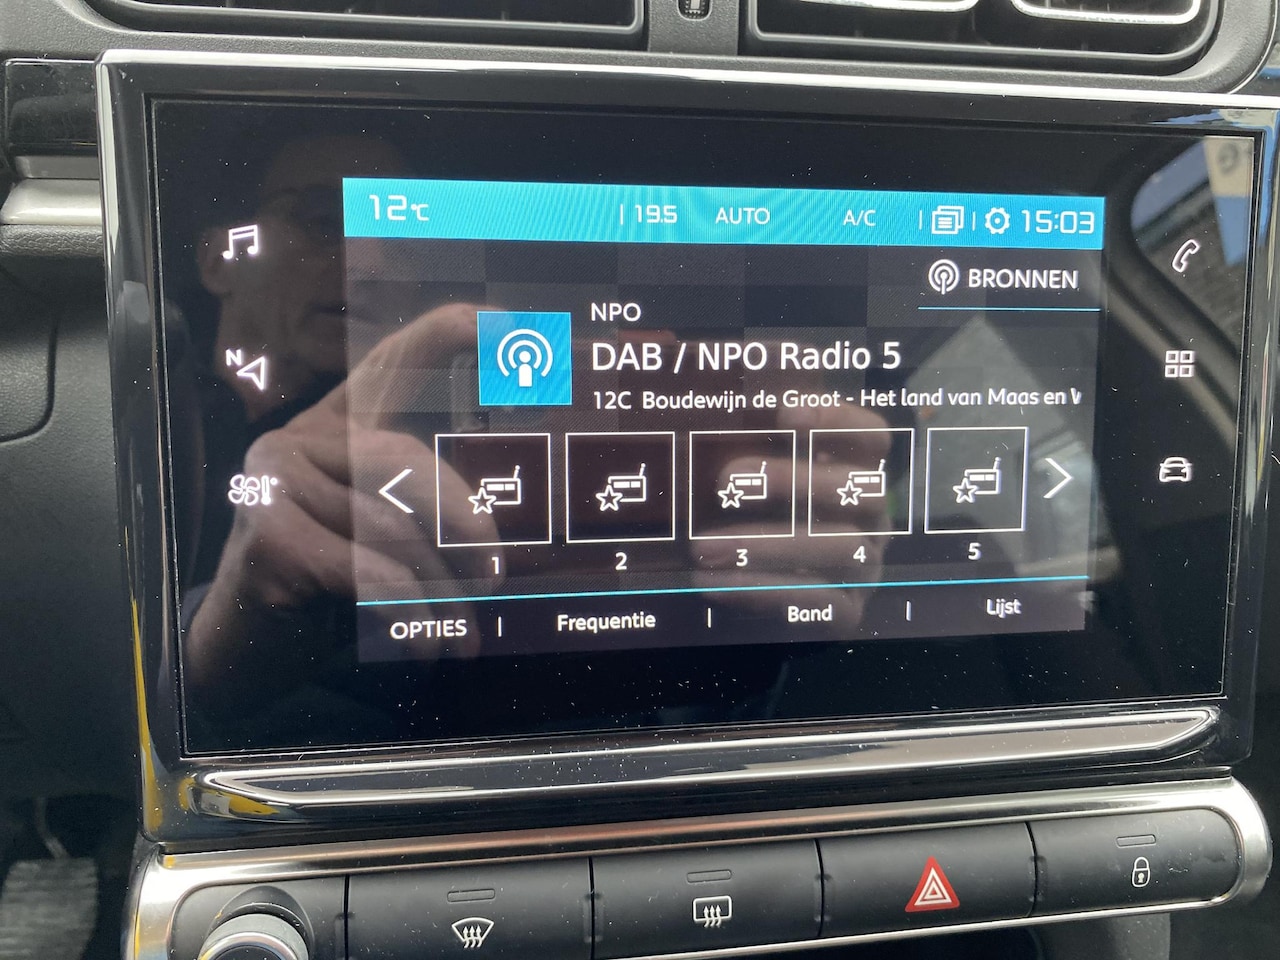 12°C | 19.5 AUTO A/C | | 15:03
BRONNEN
NPO
DAB / NPO Radio 5
12C Boudewijn de Groot - Het land van Maas en
N
1 2 3 4 5
OPTIES | Frequentie | Band | Lijst